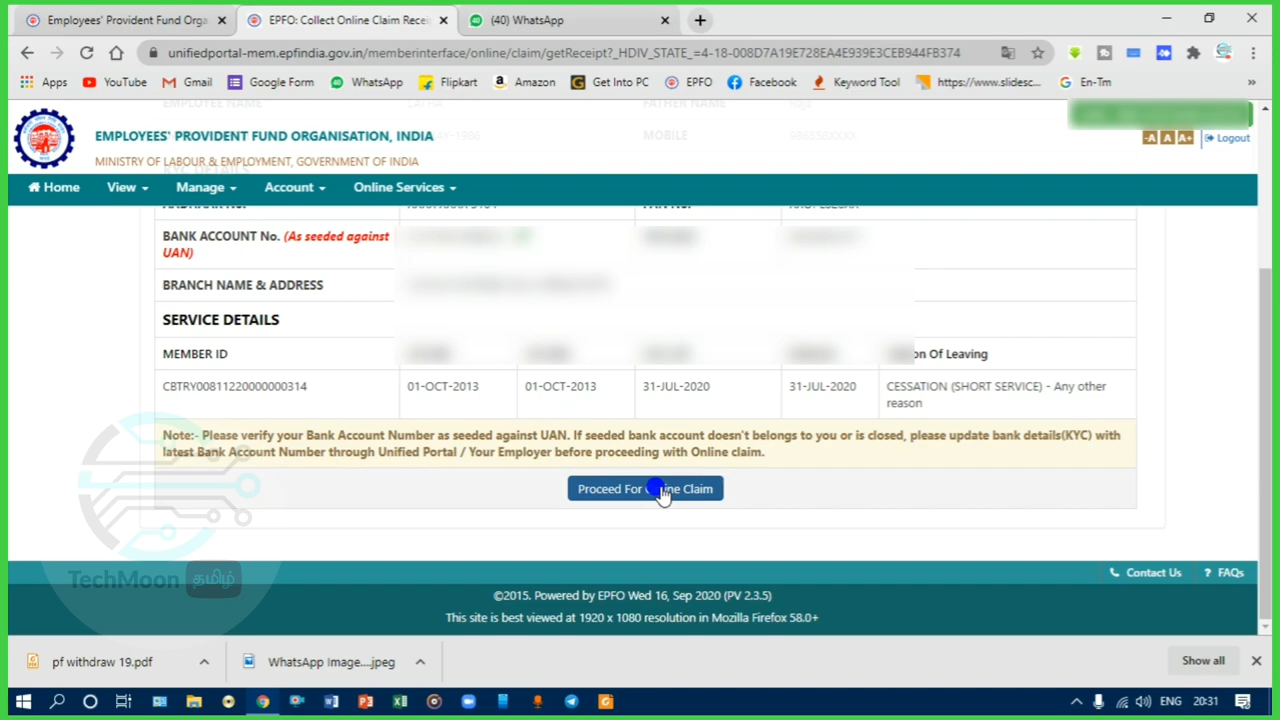 Employees' Provident Fund Orga
EPFO: Collect Online Claim Recei
(40) WhatsApp
unifiedportal-mem.epfindia.gov.in/memberinterface/online/claim/getReceipt?_HDIV_STATE_=4-18-008D7A19E728EA4E939E3CEB944FB374
Apps YouTube Gmail Google Form WhatsApp Flipkart Amazon Get Into PC EPFO Facebook Keyword Tool https://www.slidesc... En-Tm »
EMPLOYEE NAME FATHER NAME
MOBILE
EMPLOYEES' PROVIDENT FUND ORGANISATION, INDIA
-A A A+ Logout
MINISTRY OF LABOUR & EMPLOYMENT, GOVERNMENT OF INDIA
KYC DETAILS
Home View Manage Account Online Services
BANK ACCOUNT No. (As seeded against
UAN)
BRANCH NAME & ADDRESS
SERVICE DETAILS
MEMBER ID on Of Leaving
CBTRY00811220000000314 01-OCT-2013 01-OCT-2013 31-JUL-2020 31-JUL-2020 CESSATION (SHORT SERVICE) - Any other
reason
Note:- Please verify your Bank Account Number as seeded against UAN. If seeded bank account doesn't belongs to you or is closed, please update bank details(KYC) with
latest Bank Account Number through Unified Portal / Your Employer before proceeding with Online claim.
Proceed For Online Claim
TechMoon தமிழ்
Contact Us ? FAQs
©2015. Powered by EPFO Wed 16, Sep 2020 (PV 2.3.5)
This site is best viewed at 1920 x 1080 resolution in Mozilla Firefox 58.0+
pf withdraw 19.pdf WhatsApp Image....jpeg Show all
ENG 20:31